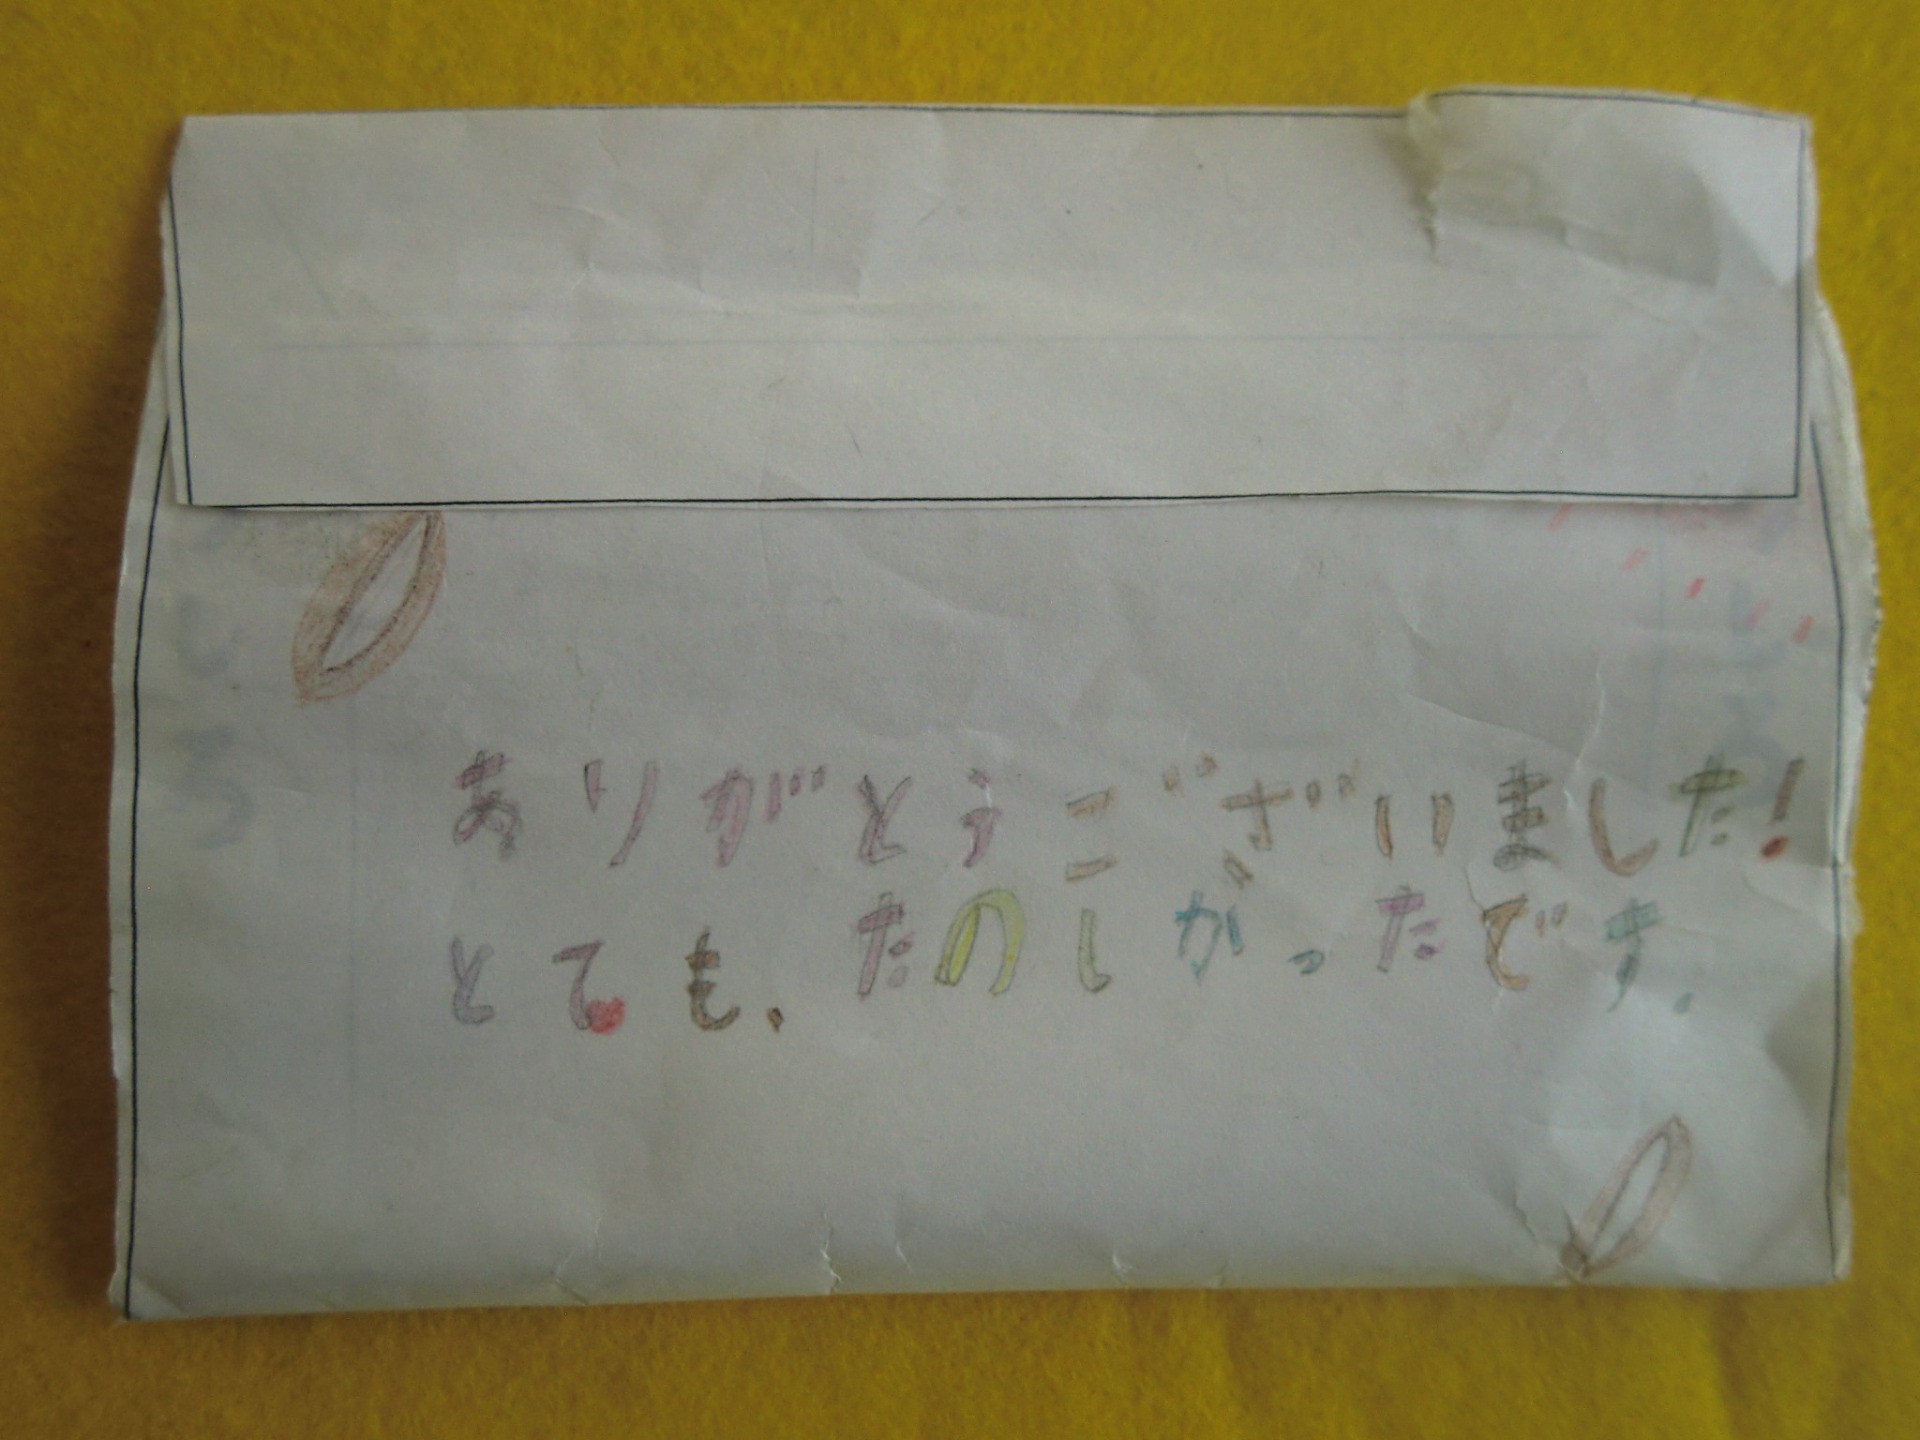 ありがとうございました!
とても、たのしかったです.